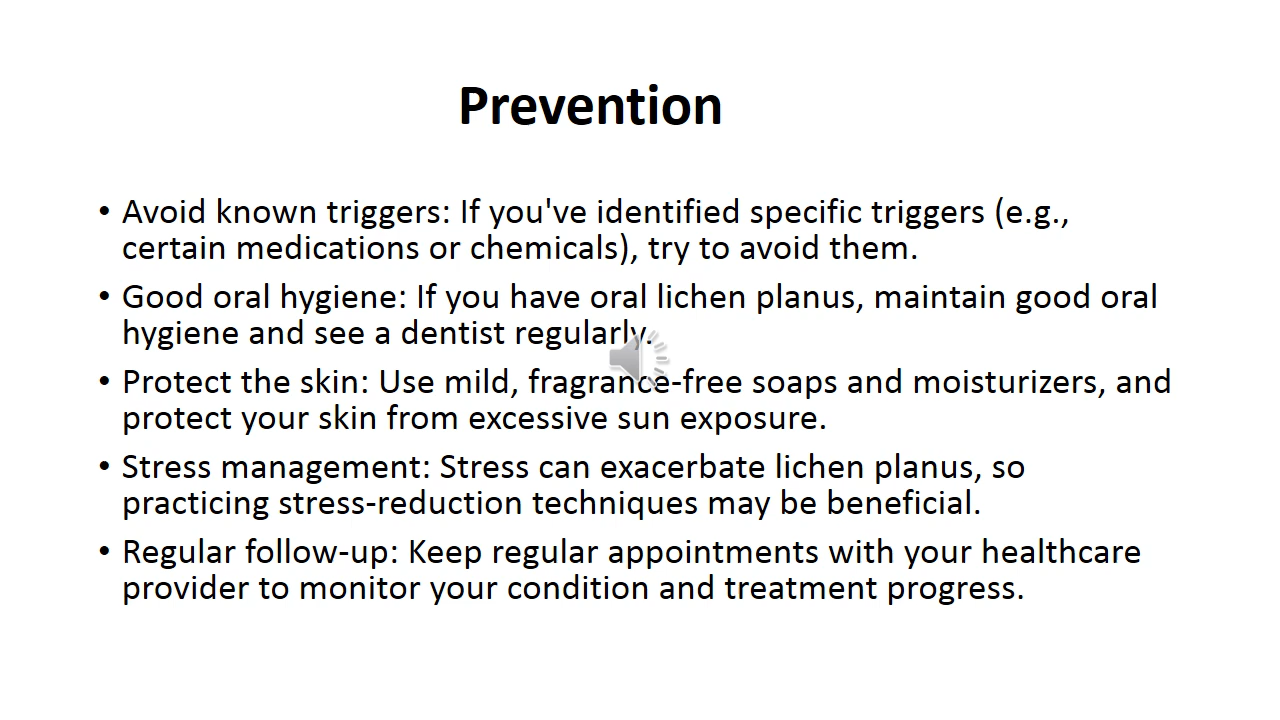 Prevention
• Avoid known triggers: If you've identified specific triggers (e.g.,
certain medications or chemicals), try to avoid them.
• Good oral hygiene: If you have oral lichen planus, maintain good oral
hygiene and see a dentist regularly.
• Protect the skin: Use mild, fragrance-free soaps and moisturizers, and
protect your skin from excessive sun exposure.
• Stress management: Stress can exacerbate lichen planus, so
practicing stress-reduction techniques may be beneficial.
• Regular follow-up: Keep regular appointments with your healthcare
provider to monitor your condition and treatment progress.